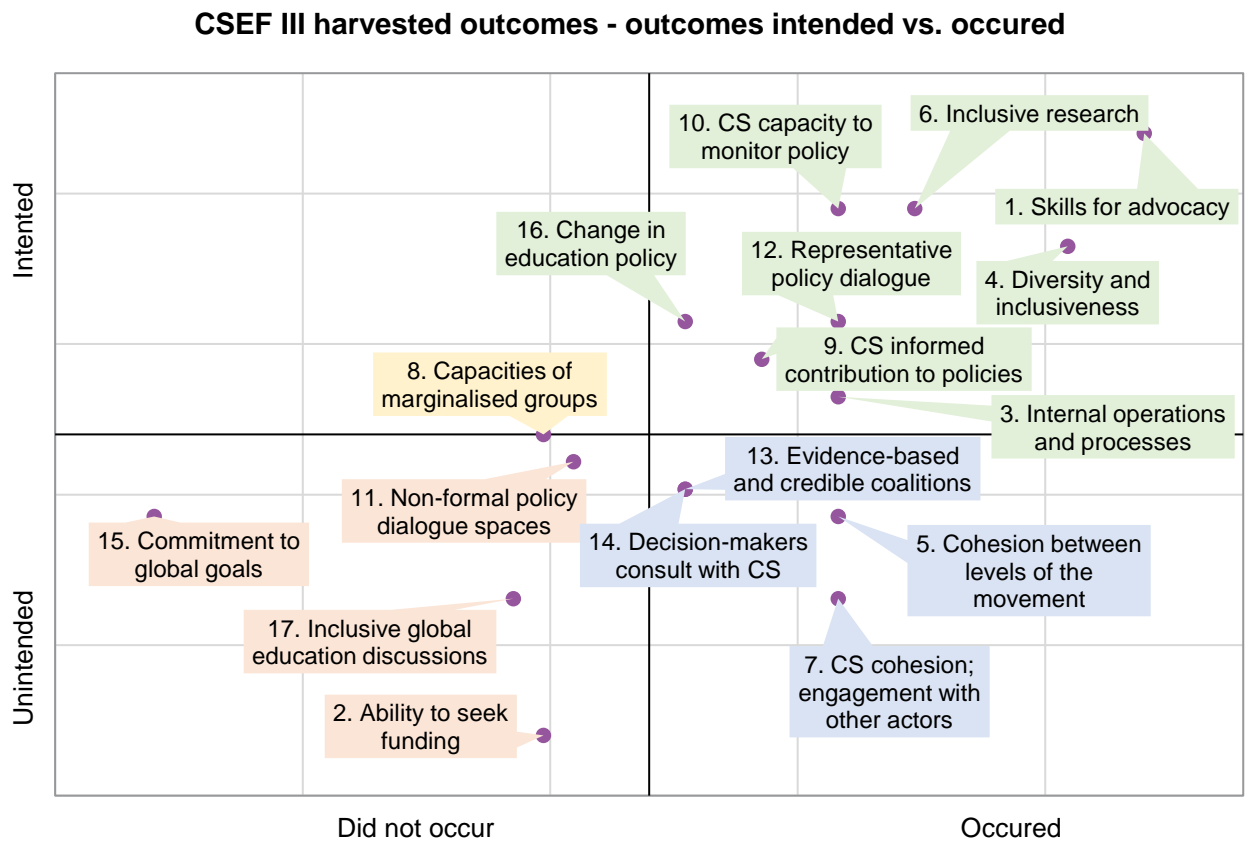 CSEF III harvested outcomes - outcomes intended vs. occured
Intented
Unintended
10. CS capacity to
monitor policy
6. Inclusive research
1. Skills for advocacy
16. Change in
education policy
12. Representative
policy dialogue
4. Diversity and
inclusiveness
8. Capacities of
marginalised groups
9. CS informed
contribution to policies
3. Internal operations
and processes
13. Evidence-based
and credible coalitions
11. Non-formal policy
dialogue spaces
15. Commitment to
global goals
14. Decision-makers
consult with CS
5. Cohesion between
levels of the
movement
17. Inclusive global
education discussions
7. CS cohesion;
engagement with
other actors
2. Ability to seek
funding
Did not occur
Occured